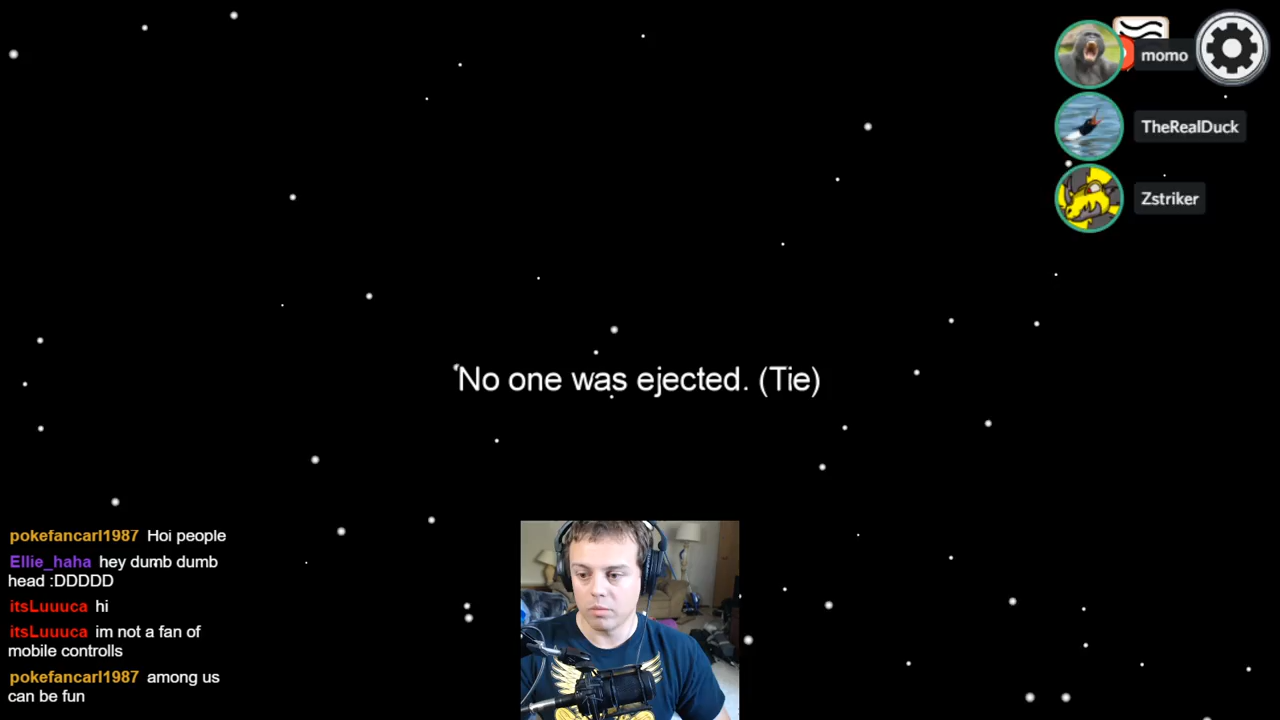 momo
TheRealDuck
Zstriker
No one was ejected. (Tie)
pokefancarl1987 Hoi people
Ellie_haha hey dumb dumb
head :DDDDD
itsLuuuca hi
itsLuuuca im not a fan of
mobile controlls
pokefancarl1987 among us
can be fun